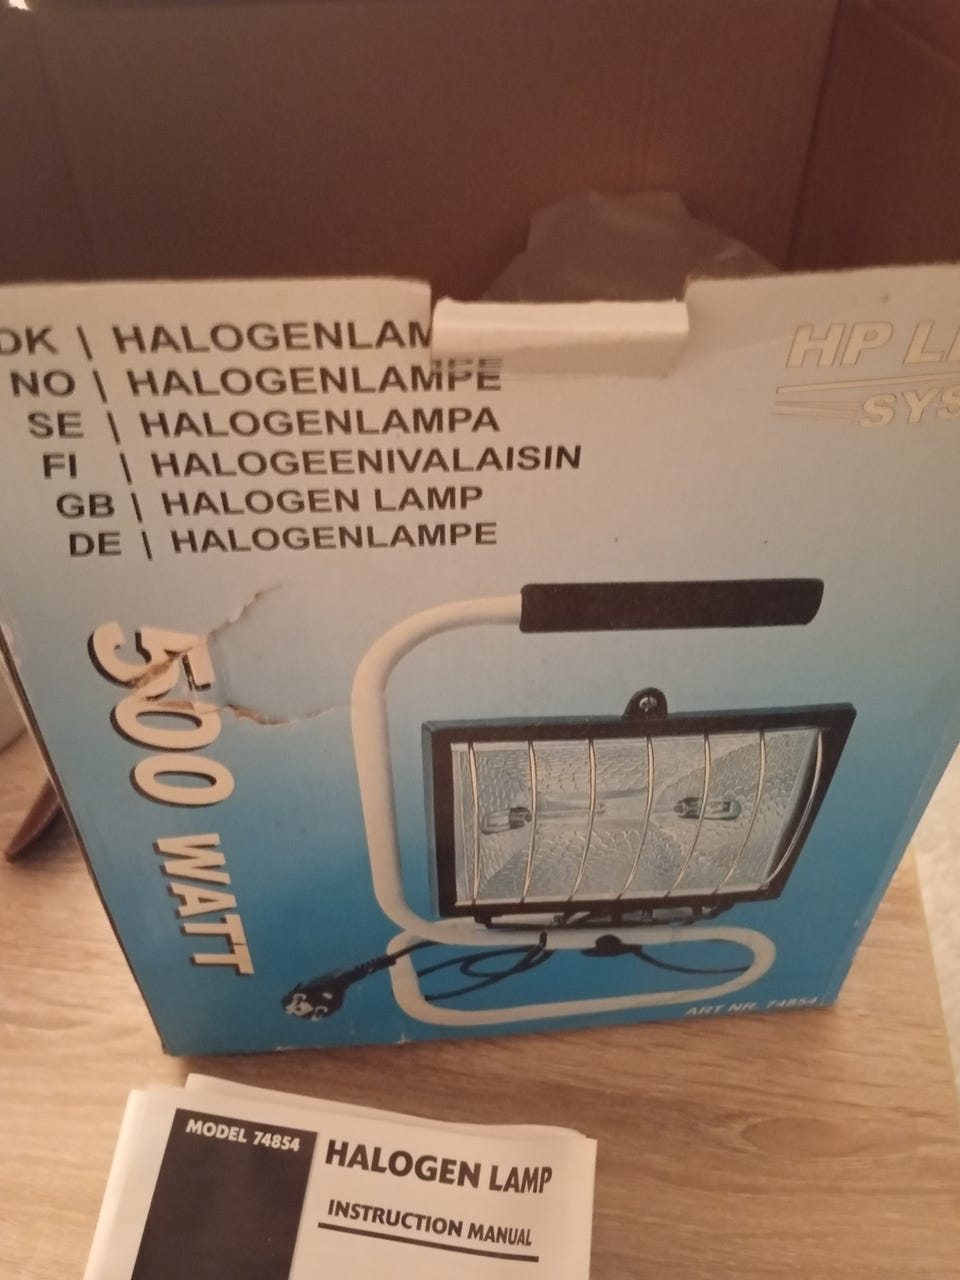 DK | HALOGENLAM
NO | HALOGENLAMPE
SE | HALOGENLAMPA
FI | HALOGEENIVALAISIN
GB | HALOGEN LAMP
DE | HALOGENLAMPE
HP
500 WATT
ART NR. 74854
MODEL 74854
HALOGEN LAMP
INSTRUCTION MANUAL